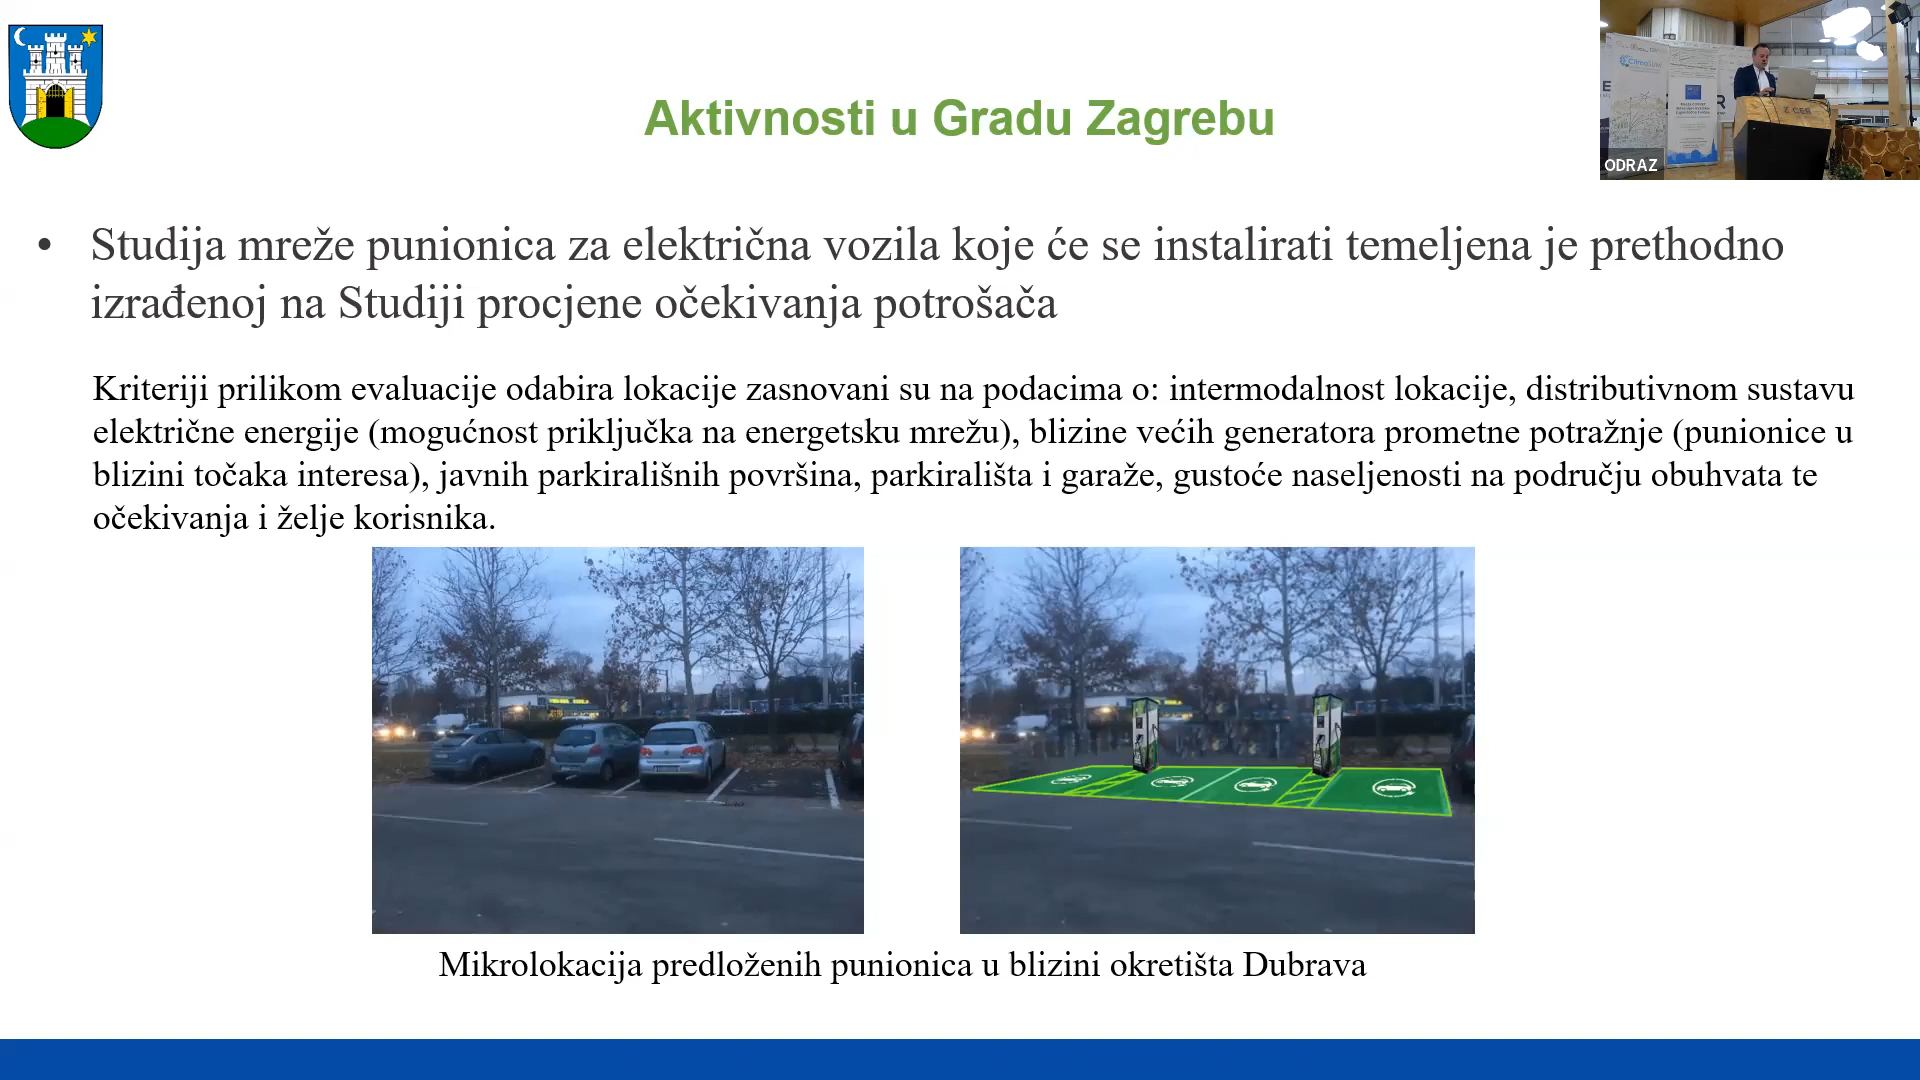 Aktivnosti u Gradu Zagrebu
ODRAZ
• Studija mreže punionica za električna vozila koje će se instalirati temeljena je prethodno
izrađenoj na Studiji procjene očekivanja potrošača
Kriteriji prilikom evaluacije odabira lokacije zasnovani su na podacima o: intermodalnost lokacije, distributivnom sustavu
električne energije (mogućnost priključka na energetsku mrežu), blizine većih generatora prometne potražnje (punionice u
blizini točaka interesa), javnih parkirališnih površina, parkirališta i garaže, gustoće naseljenosti na području obuhvata te
očekivanja i želje korisnika.
Mikrolokacija predloženih punionica u blizini okretišta Dubrava